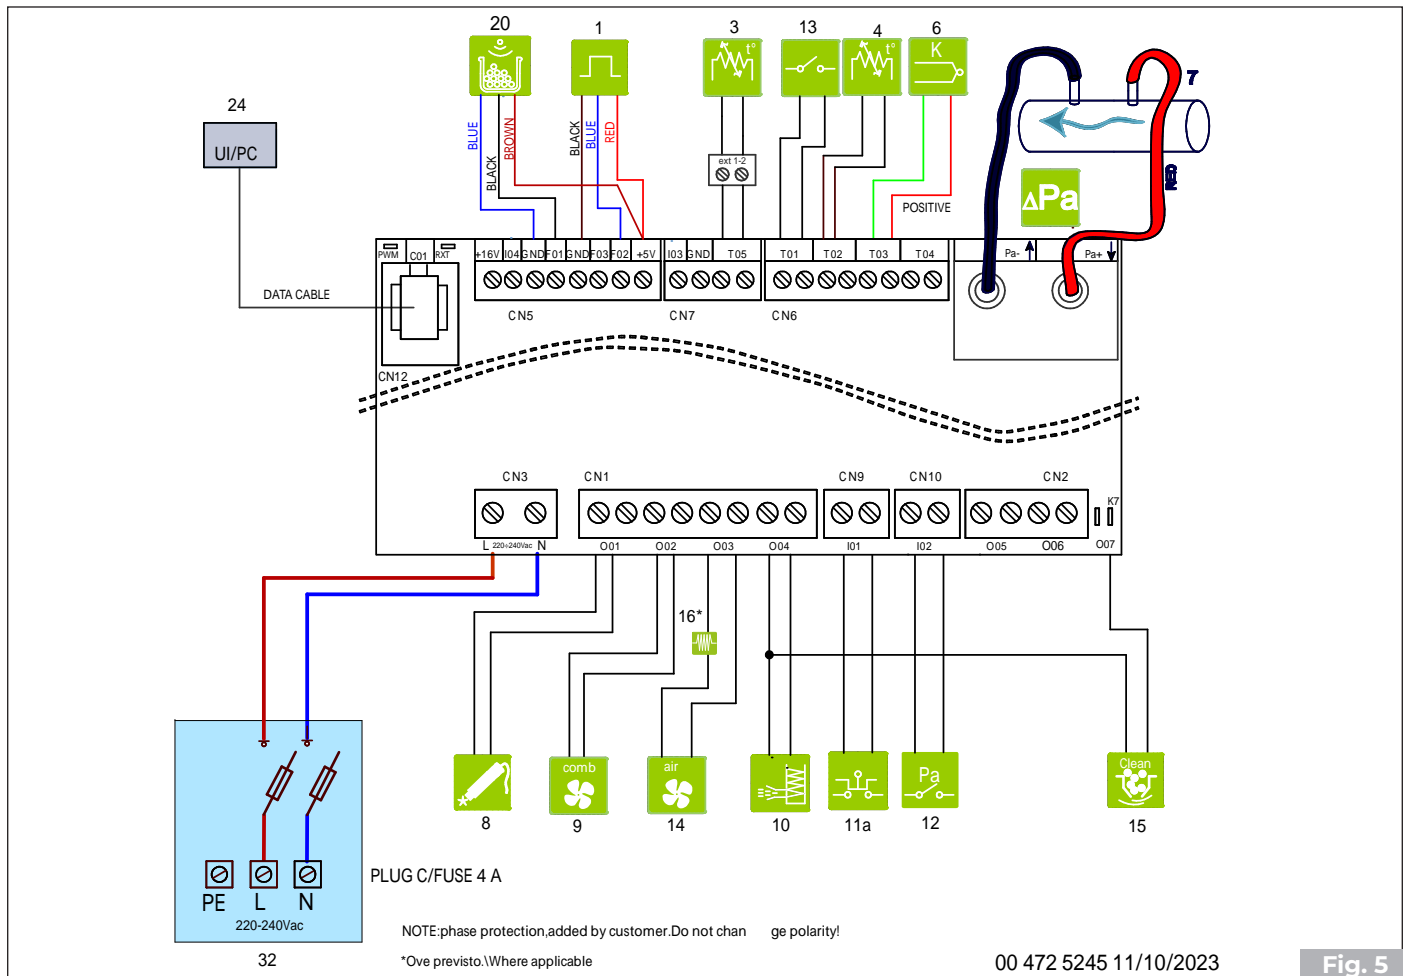 20
1
3
13
4
6
7
24
UI/PC
BLUE
BLACK
BROWN
BLACK
BLUE
RED
t°
t°
K
ext 1-2
RED
ΔPa
POSITIVE
DATA CABLE
PWM
C01
RXT
+16V
I04
GND
F01
GND
F03
F02
+5V
I03
GND
T05
T01
T02
T03
T04
Pa-
Pa+
CN5
CN7
CN6
CN12
CN3
CN1
CN9
CN10
CN2
K7
L
220÷240Vac
N
O01
O02
O03
O04
I01
I02
O05
O06
O07
16*
comb
air
Pa
Clean
8
9
14
10
11a
12
15
PLUG C/FUSE 4 A
PE
L
N
220-240Vac
32
NOTE:phase protection,added by customer.Do not chan ge polarity!
*Ove previsto.\Where applicable
00 472 5245 11/10/2023
Fig. 5